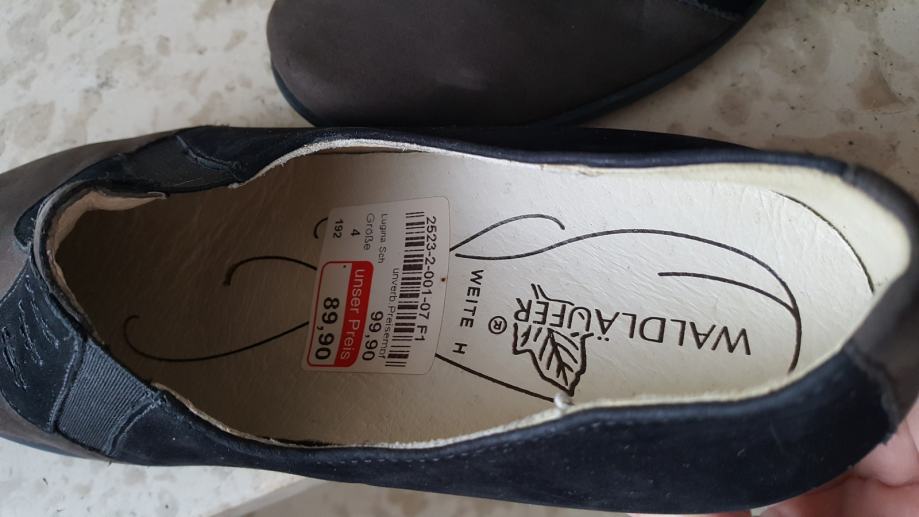 2523-2-001-07 F1
unverb. Preisempf
Lugina Sch
99,90
Größe
4
unser Preis
192
89,90
WEITE H
®
WALDLÄUFER